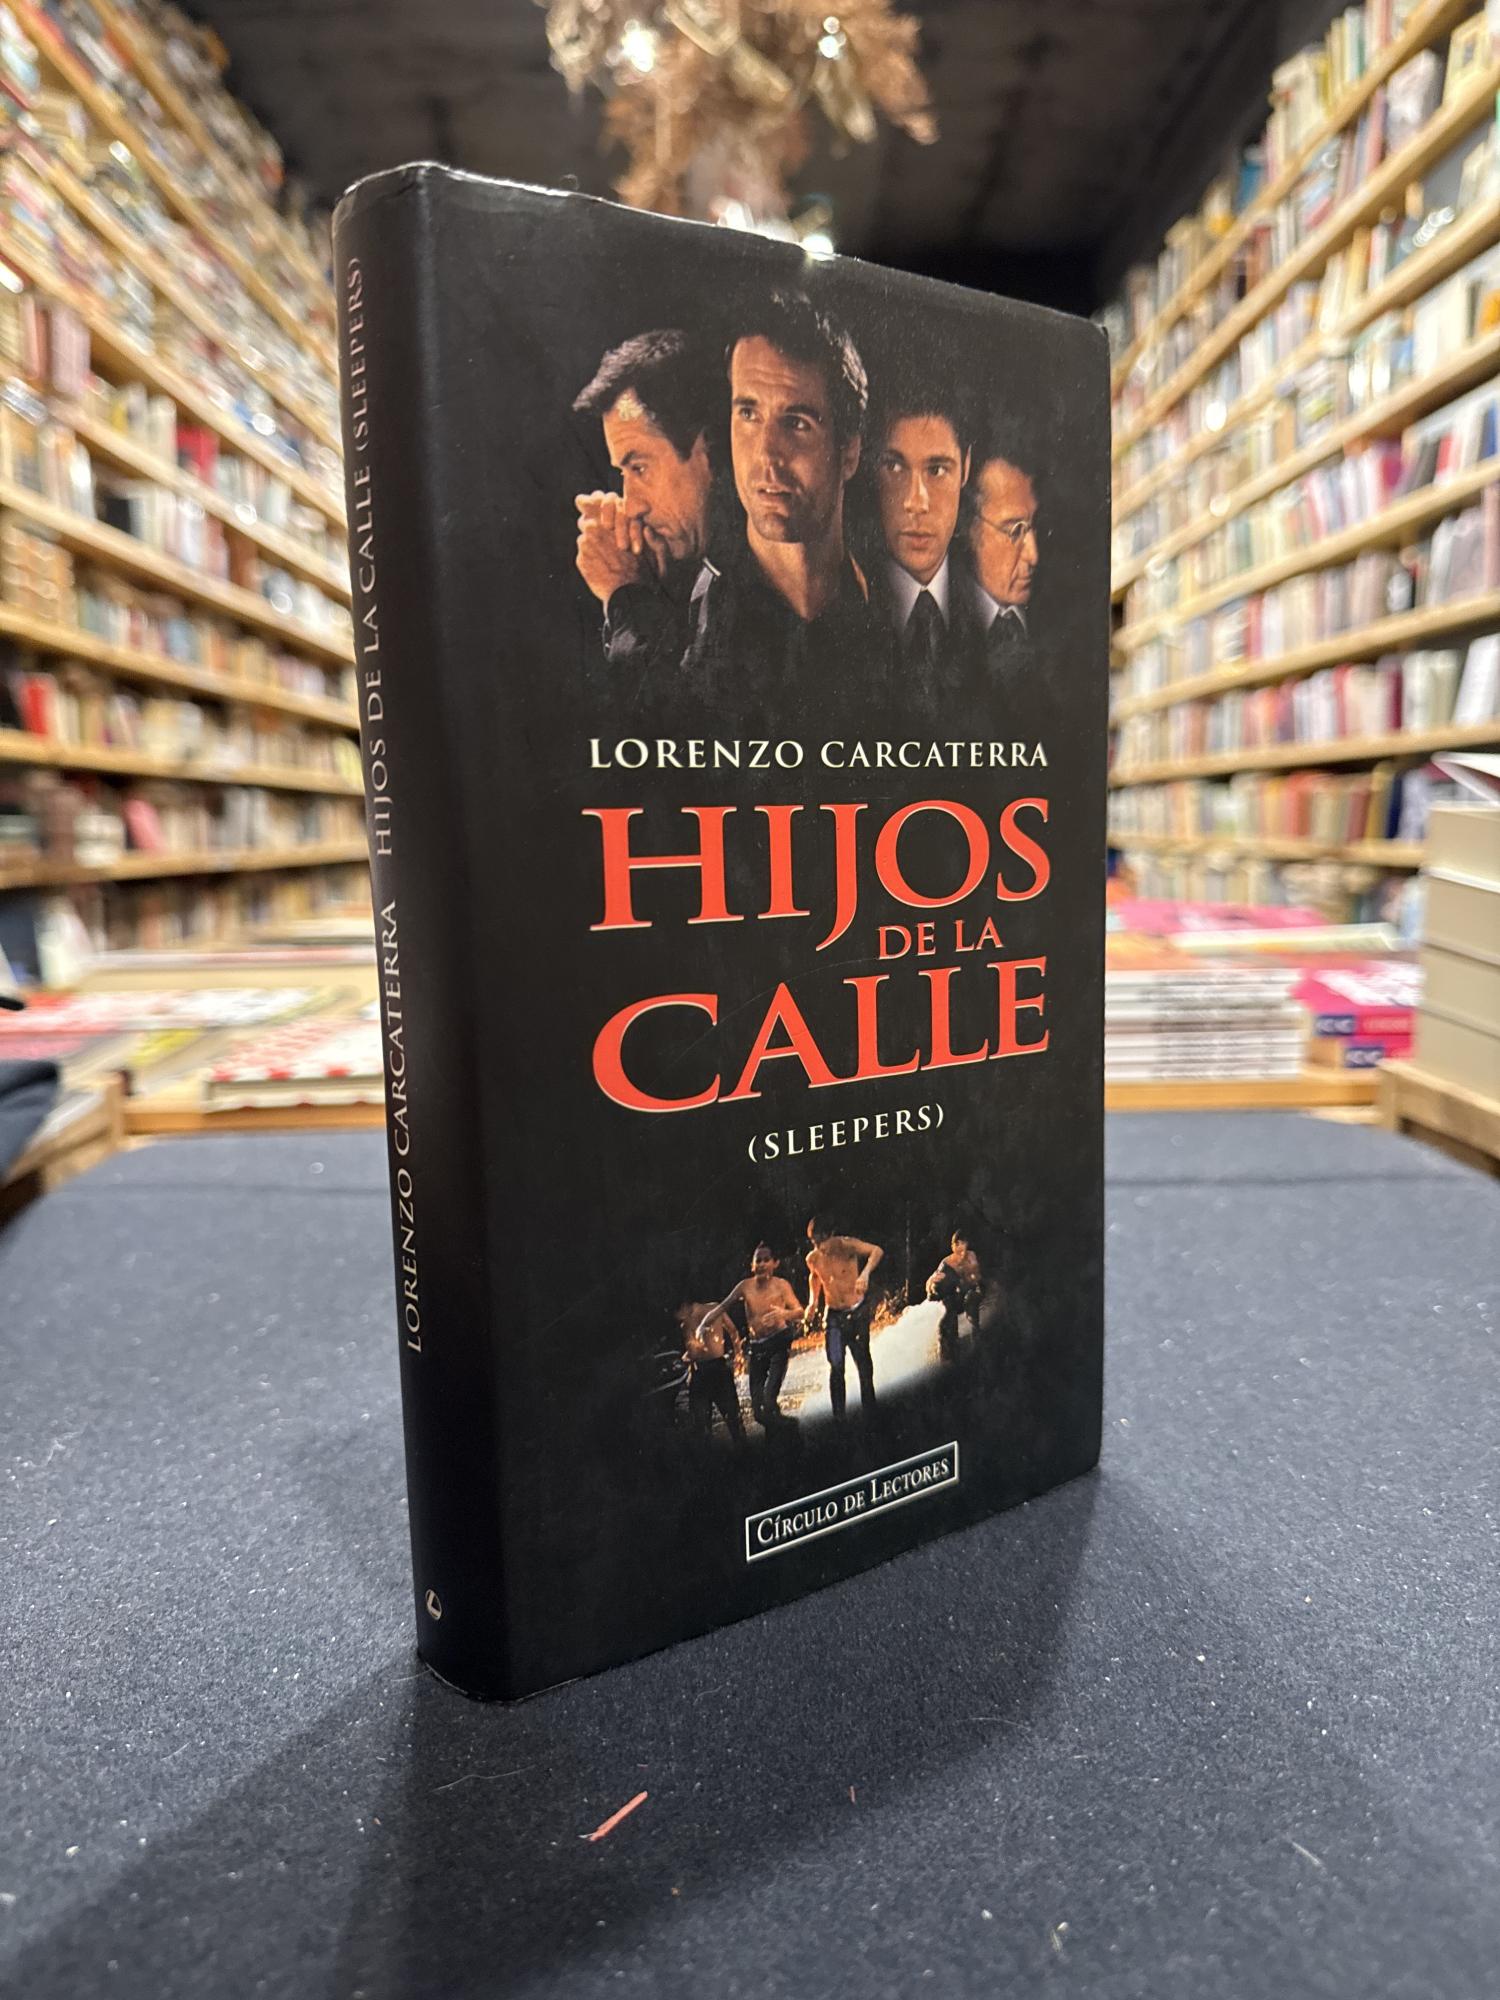 LORENZO CARCATERRA HIJOS DE LA CALLE (SLEEPERS)
LORENZO CARCATERRA
HIJOS
DE LA
CALLE
(SLEEPERS)
CÍRCULO DE LECTORES